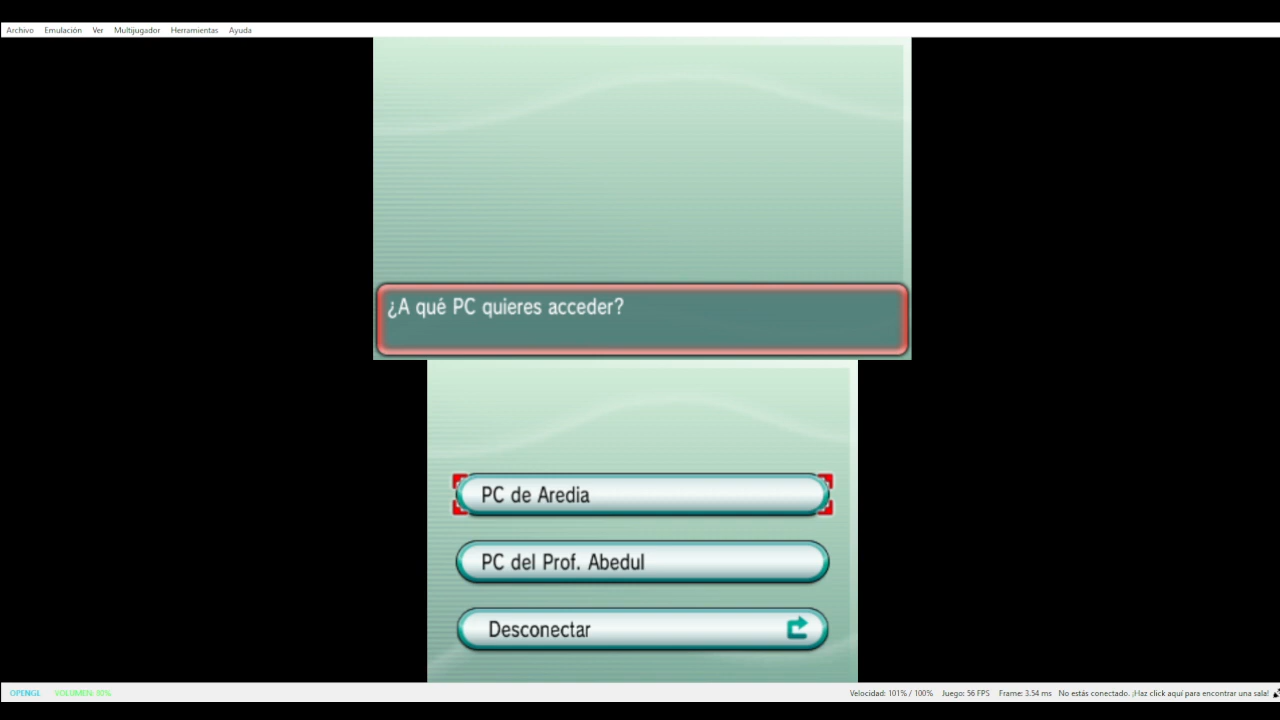 Archivo Emulación Ver Multijugador Herramientas Ayuda
¿A qué PC quieres acceder?
PC de Aredia
PC del Prof. Abedul
Desconectar
OPENGL VOLUMEN: 80% Velocidad: 101% / 100% Juego: 56 FPS Frame: 3.54 ms No estás conectado. ¡Haz click aquí para encontrar una sala!